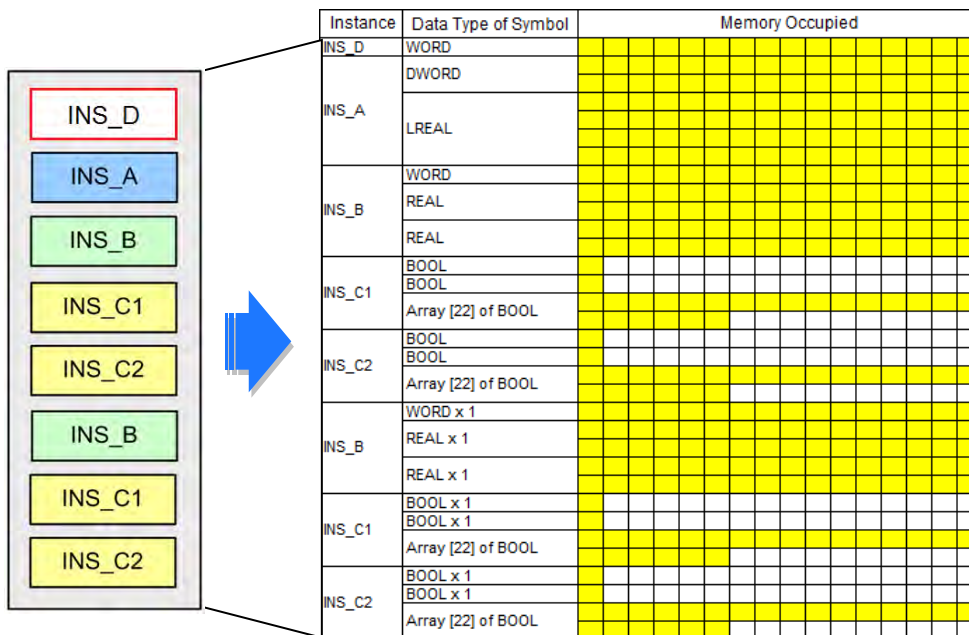 INS_D
INS_A
INS_B
INS_C1
INS_C2
INS_B
INS_C1
INS_C2
Instance Data Type of Symbol Memory Occupied
INS_D WORD
INS_A
DWORD
LREAL
INS_B
WORD
REAL
REAL
INS_C1
BOOL
BOOL
Array [22] of BOOL
INS_C2
BOOL
BOOL
Array [22] of BOOL
INS_B
WORD x 1
REAL x 1
REAL x 1
INS_C1
BOOL x 1
BOOL x 1
Array [22] of BOOL
INS_C2
BOOL x 1
BOOL x 1
Array [22] of BOOL